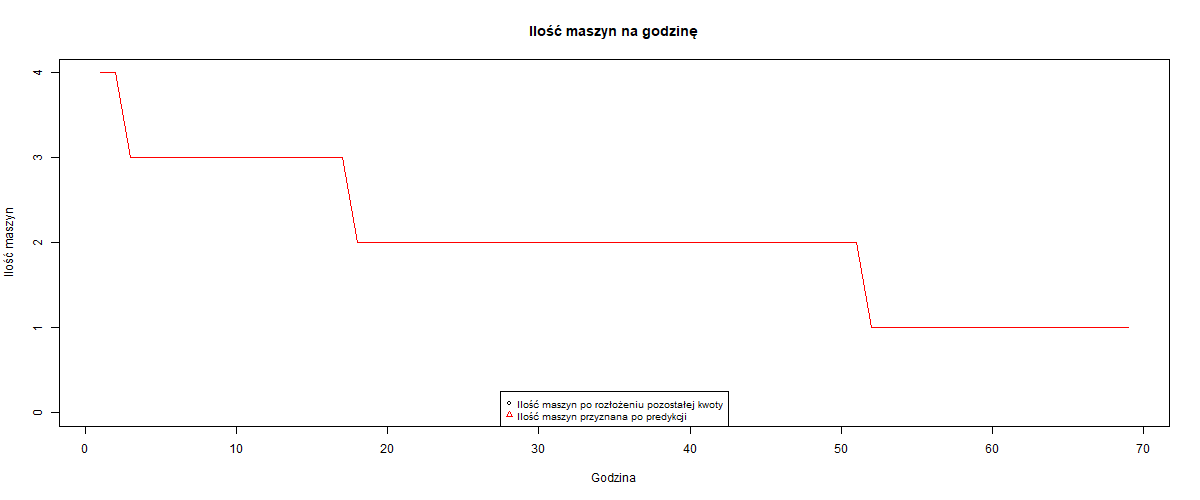 Ilość maszyn na godzinę
Ilość maszyn
4
3
2
1
0
Ilość maszyn po rozłożeniu pozostałej kwoty
Ilość maszyn przyznana po predykcji
0 10 20 30 40 50 60 70
Godzina